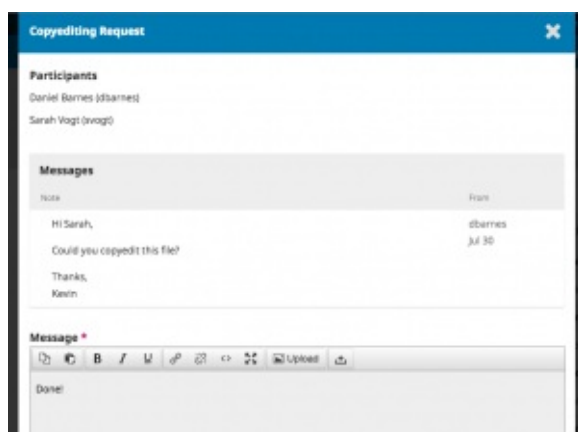 Copyediting Request
Participants
Daniel Barnes (dbarnes)
Sarah Vogt (svogt)
Messages
Note From
Hi Sarah, dbarnes
Jul 30
Could you copyedit this file?
Thanks,
Kevin
Message *
B I U Upload
Done!